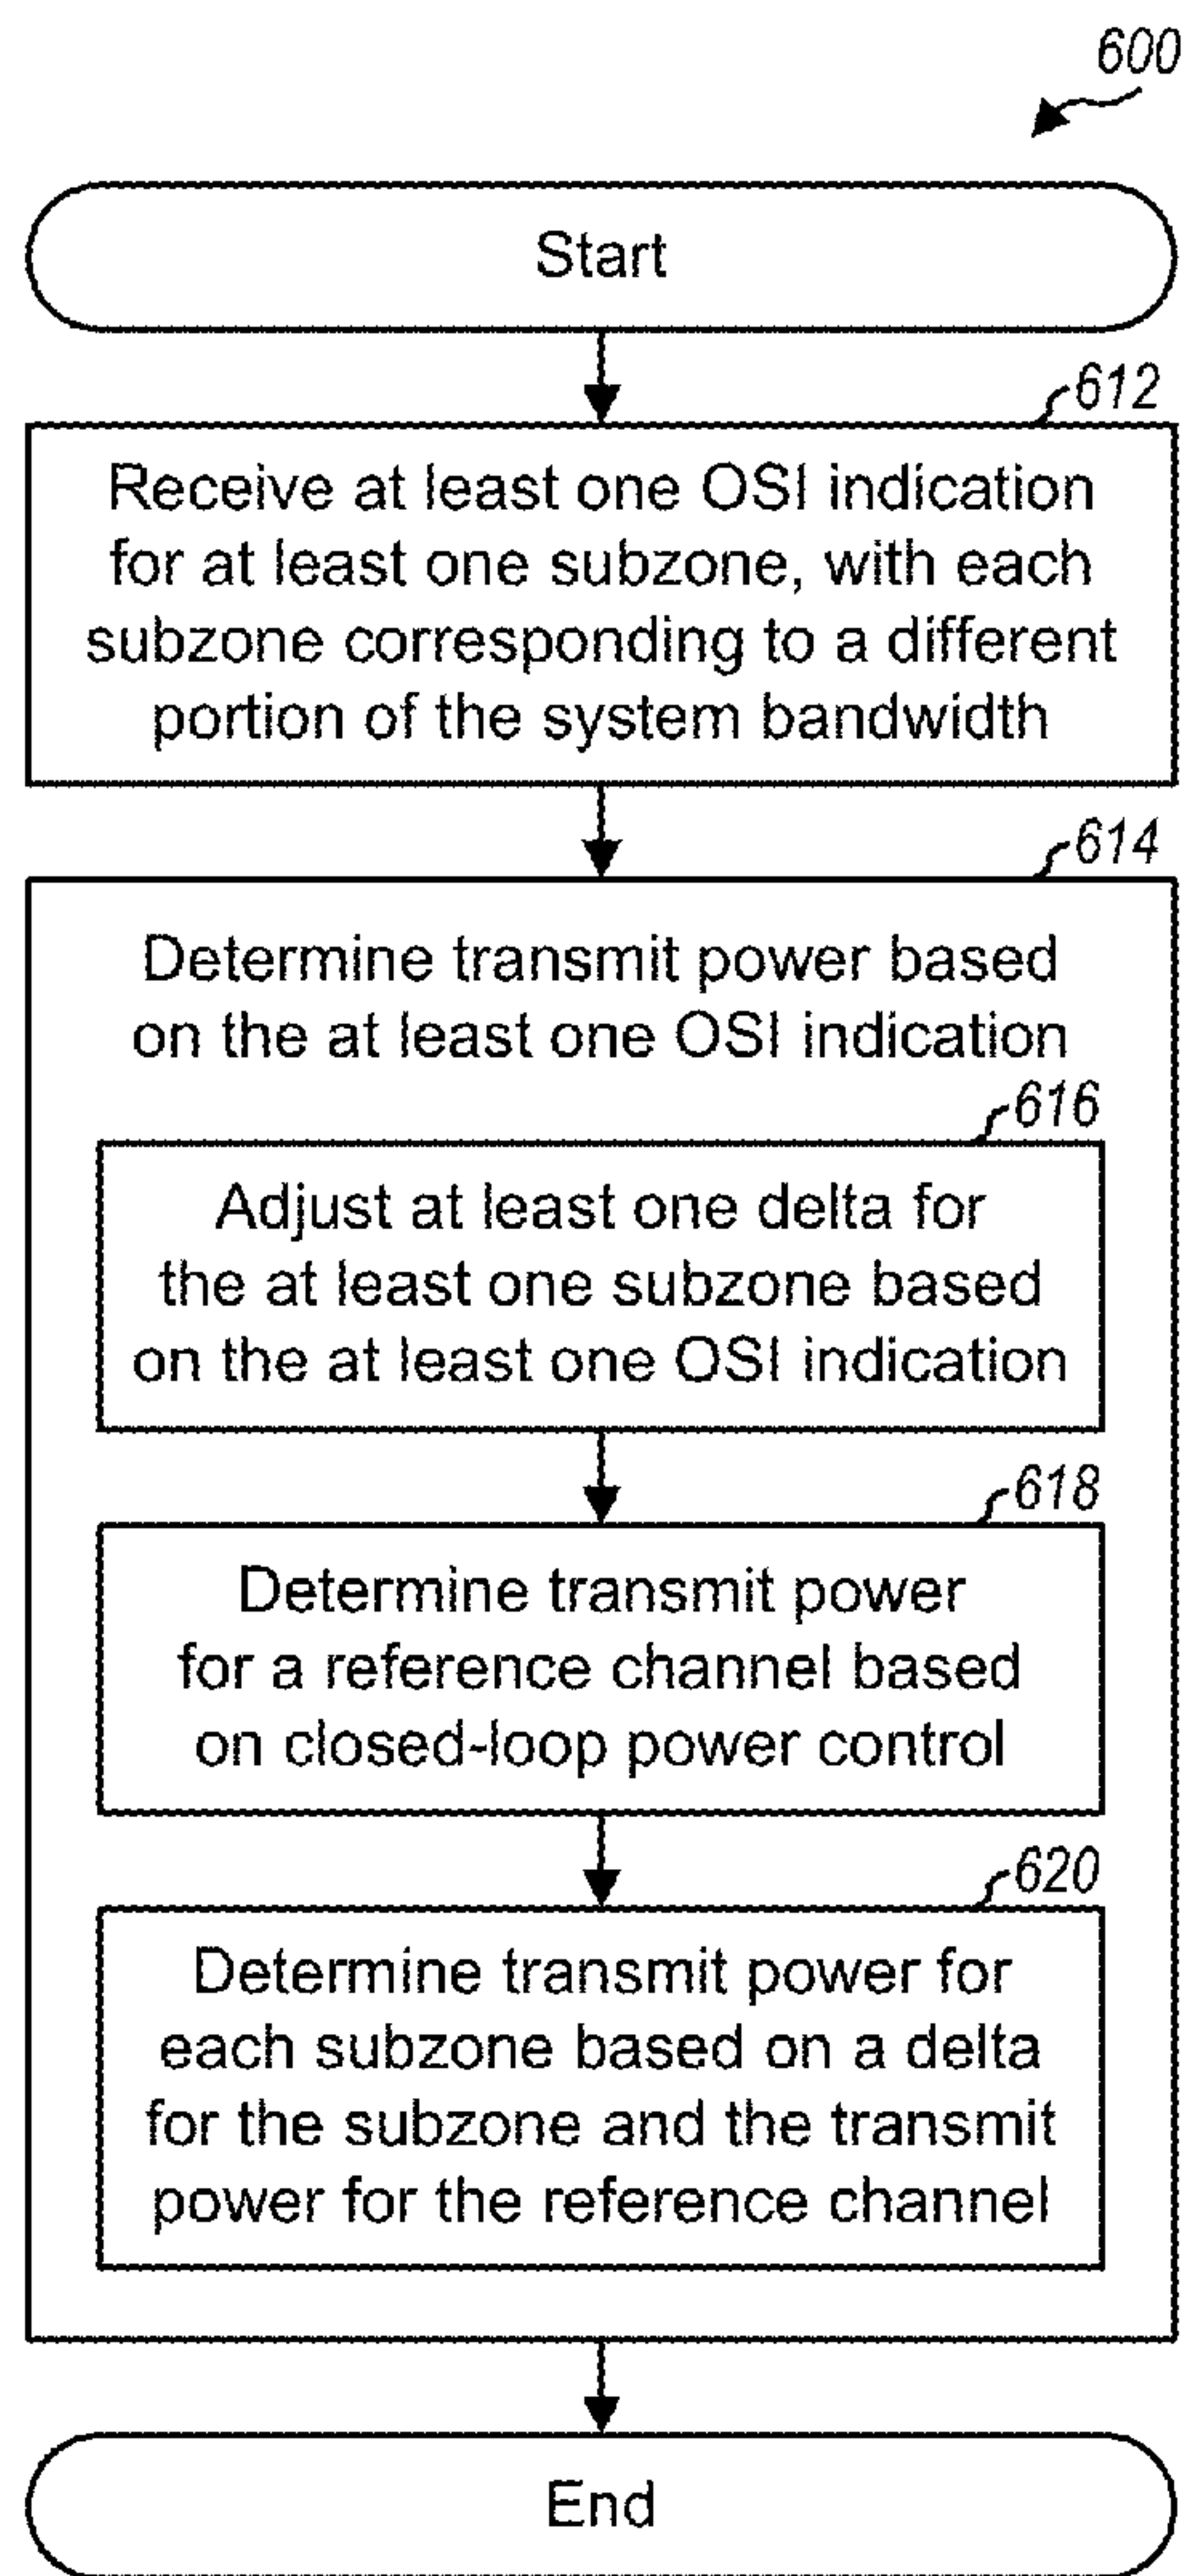 600
Start
612
Receive at least one OSI indication
for at least one subzone, with each
subzone corresponding to a different
portion of the system bandwidth
614
Determine transmit power based
on the at least one OSI indication
616
Adjust at least one delta for
the at least one subzone based
on the at least one OSI indication
618
Determine transmit power
for a reference channel based
on closed-loop power control
620
Determine transmit power for
each subzone based on a delta
for the subzone and the transmit
power for the reference channel
End